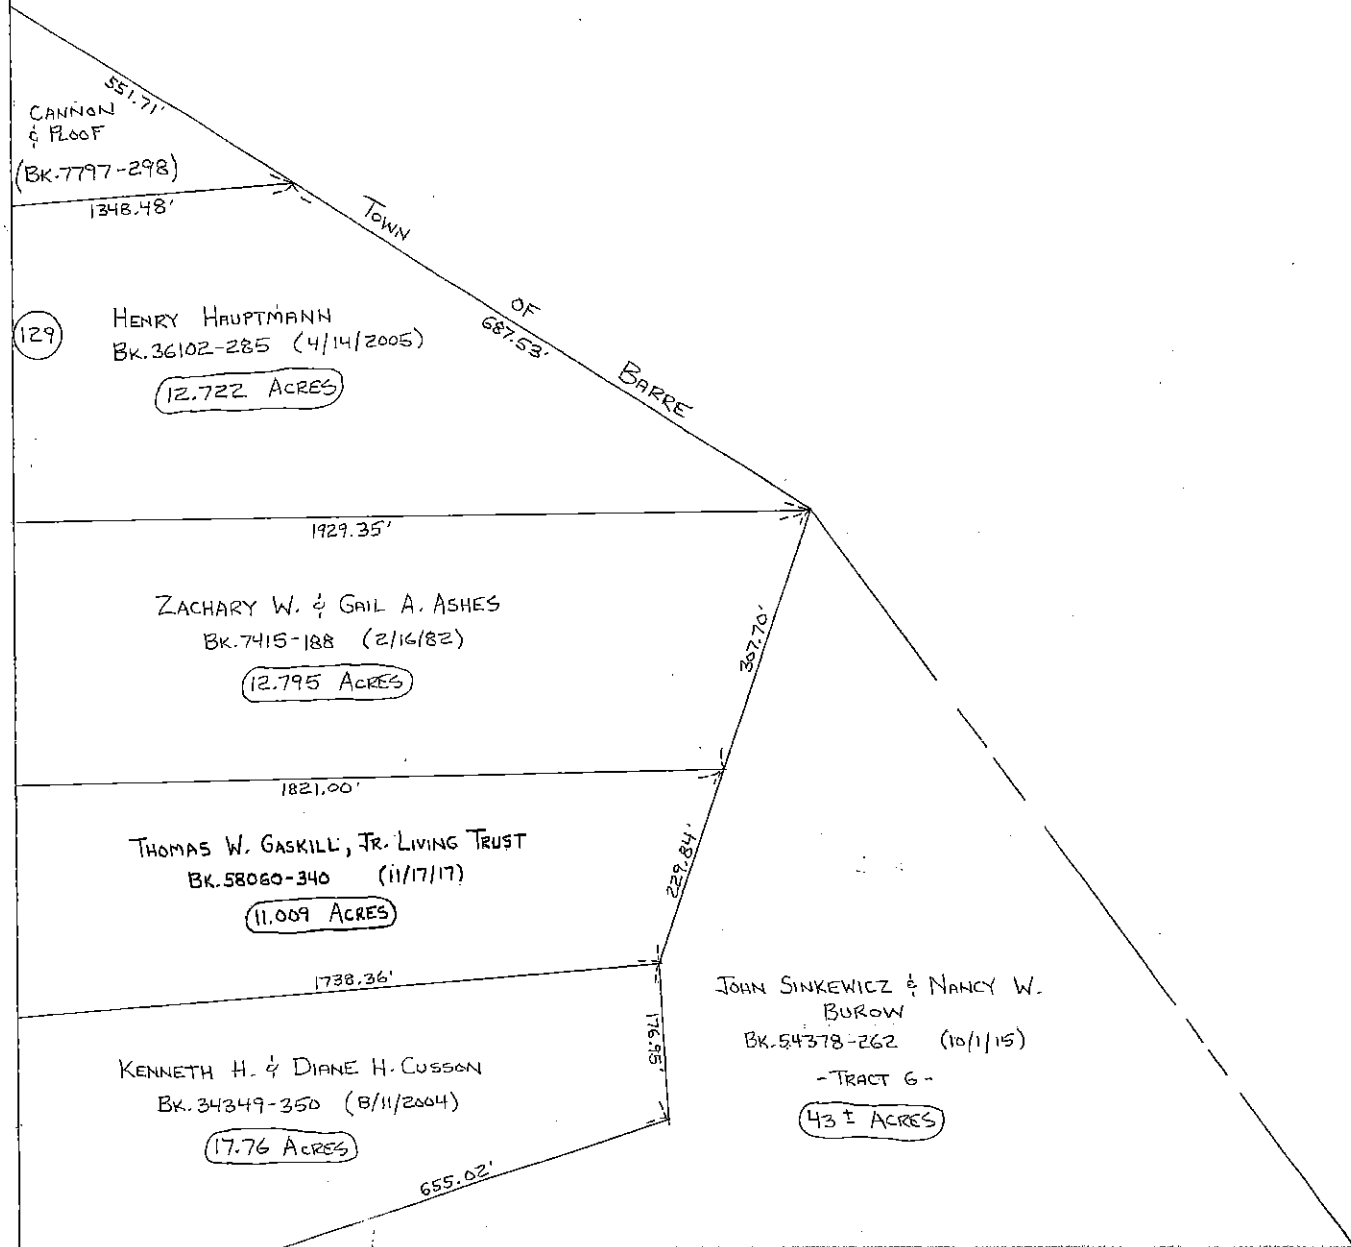 551.71'
CANNON
& PLOOF
(BK.7797-298)
1348.48'
TOWN
OF
BARRE
687.53'
129
HENRY HAUPTMANN
BK.36102-285 (4/14/2005)
12.722 ACRES
1929.35'
ZACHARY W. & GAIL A. ASHES
BK.7415-188 (2/16/82)
12.795 ACRES
307.70'
1821.00'
THOMAS W. GASKILL, JR. LIVING TRUST
BK.58060-340 (11/17/17)
11.009 ACRES
229.84'
1738.36'
JOHN SINKEWICZ & NANCY W.
BUROW
BK.54378-262 (10/1/15)
-TRACT 6-
43± ACRES
176.95'
KENNETH H. & DIANE H. CUSSON
BK.34349-350 (8/11/2004)
17.76 ACRES
655.02'